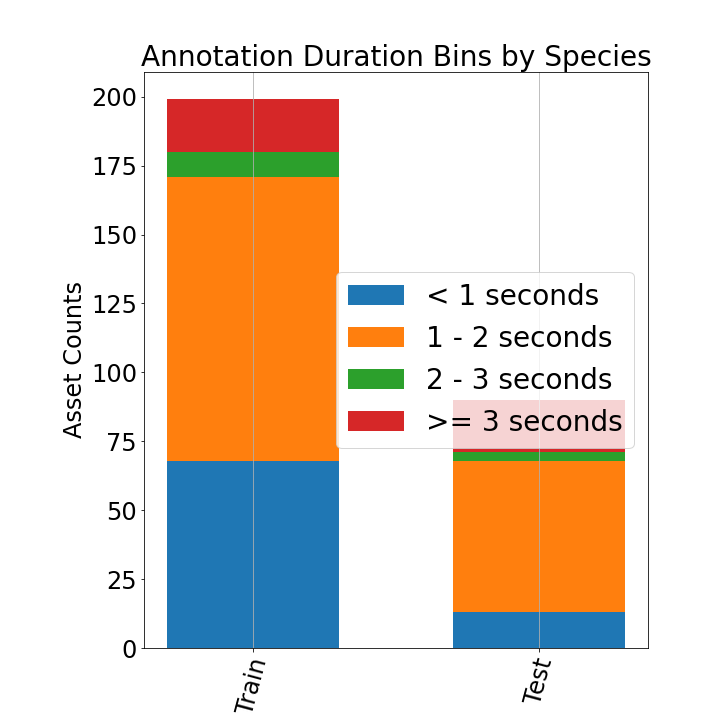 Annotation Duration Bins by Species
Asset Counts
200
175
150
125
100
75
50
25
0
< 1 seconds
1 - 2 seconds
2 - 3 seconds
>= 3 seconds
Train
Test